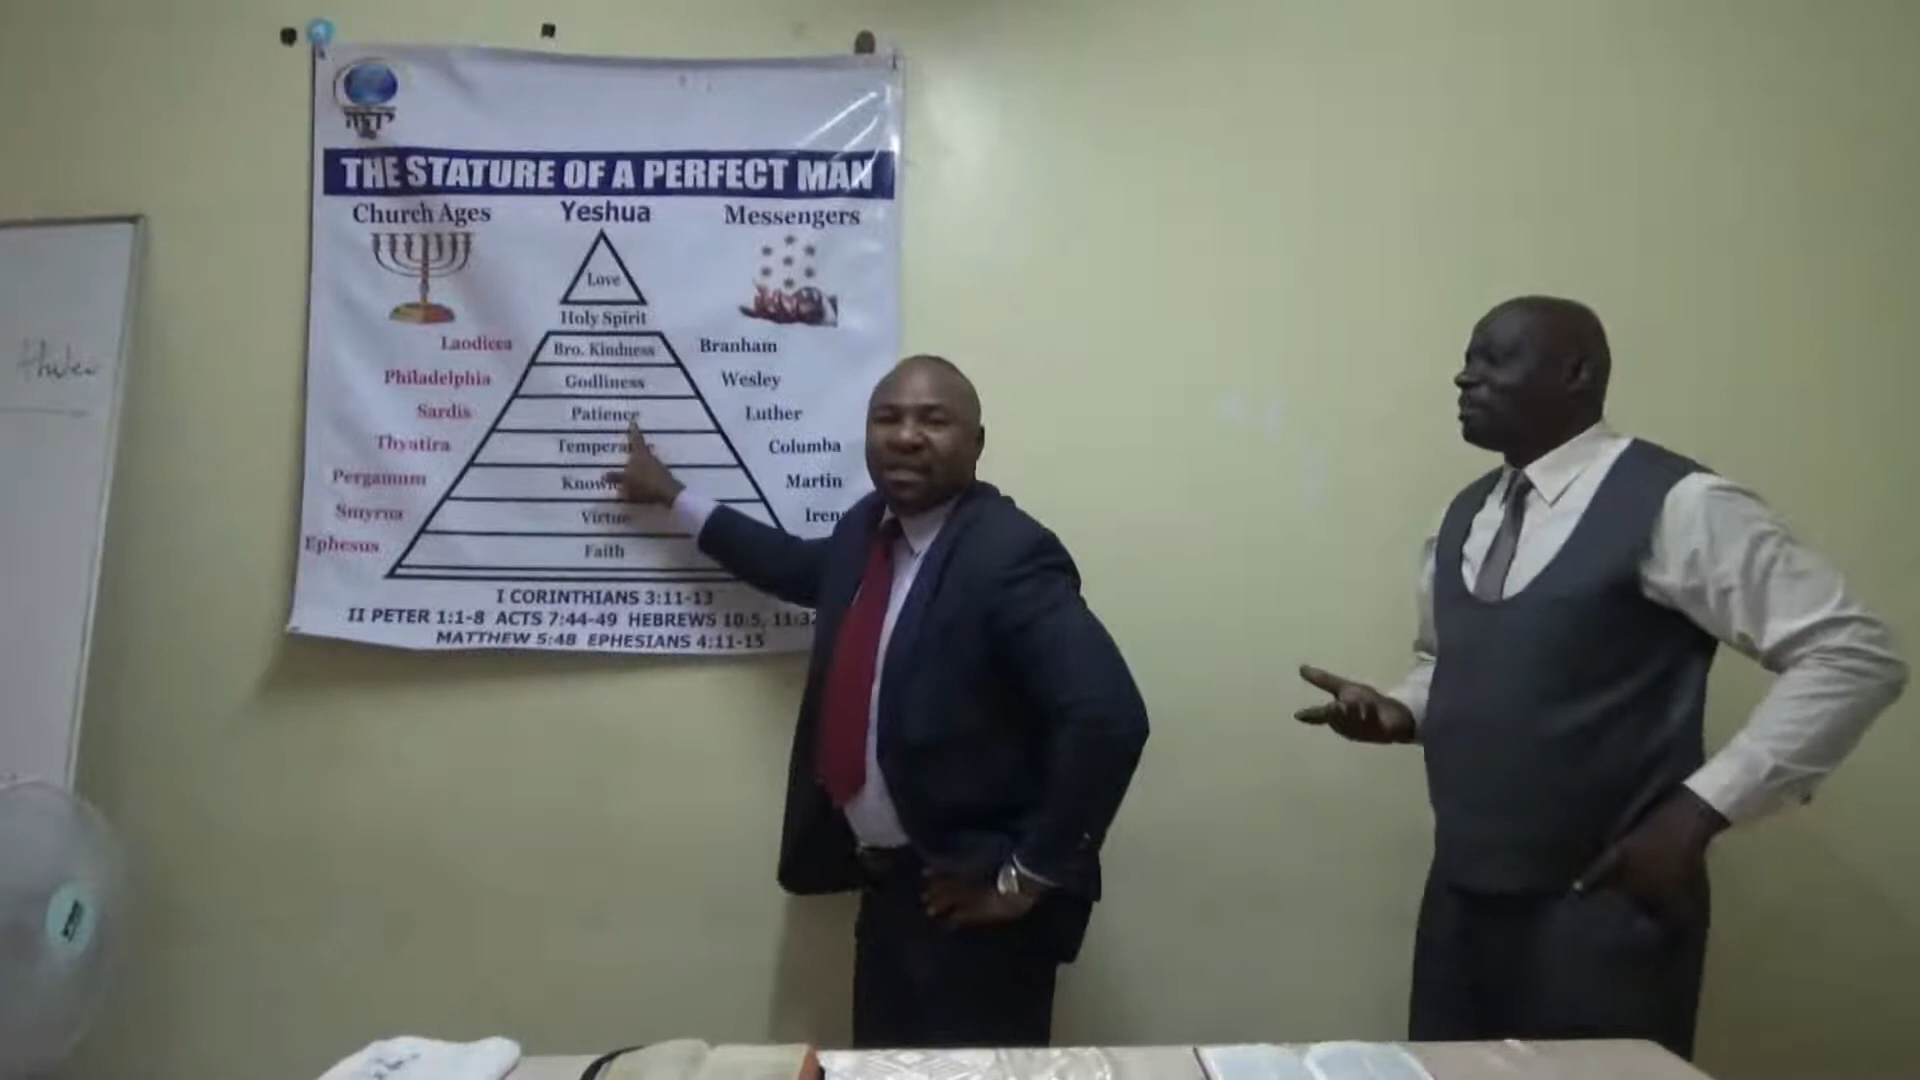 THE STATURE OF A PERFECT MAN
Church Ages Yeshua Messengers
Love
Holy Spirit
Laodicea Bro. Kindness Branham
Philadelphia Godliness Wesley
Sardis Patience Luther
Thyatira Columba
Pergamum Martin
Smyrna Virtue
Ephesus Faith
I CORINTHIANS 3:11-13
II PETER 1:1-8 ACTS 7:44-49 HEBREWS 10:5,
MATTHEW 5:48 EPHESIANS 4:11-15